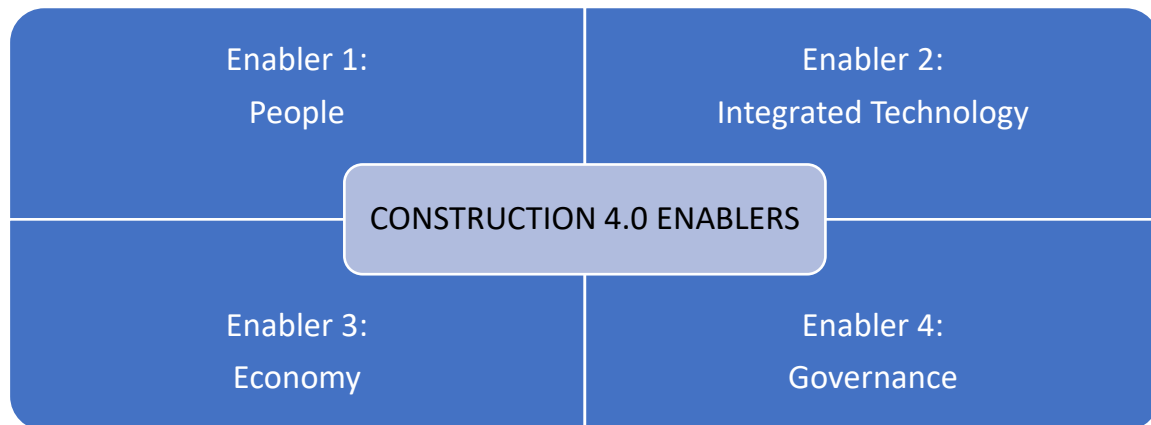 Enabler 1:
People
Enabler 2:
Integrated Technology
CONSTRUCTION 4.0 ENABLERS
Enabler 3:
Economy
Enabler 4:
Governance